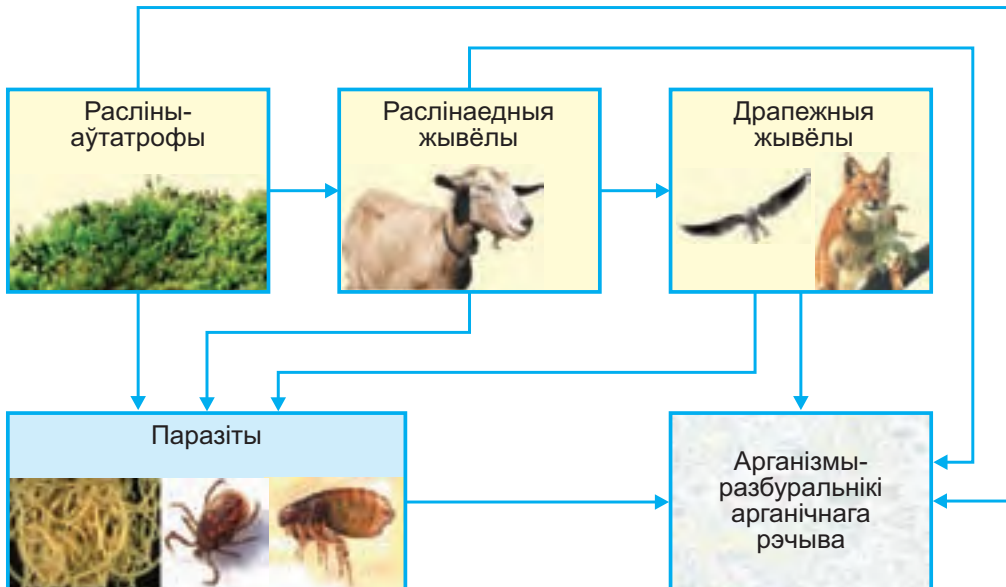 Расліны-
аўтатрофы
Раслінаедныя
жывёлы
Драпежныя
жывёлы
Паразіты
Арганізмы-
разбуральнікі
арганічнага
рэчыва